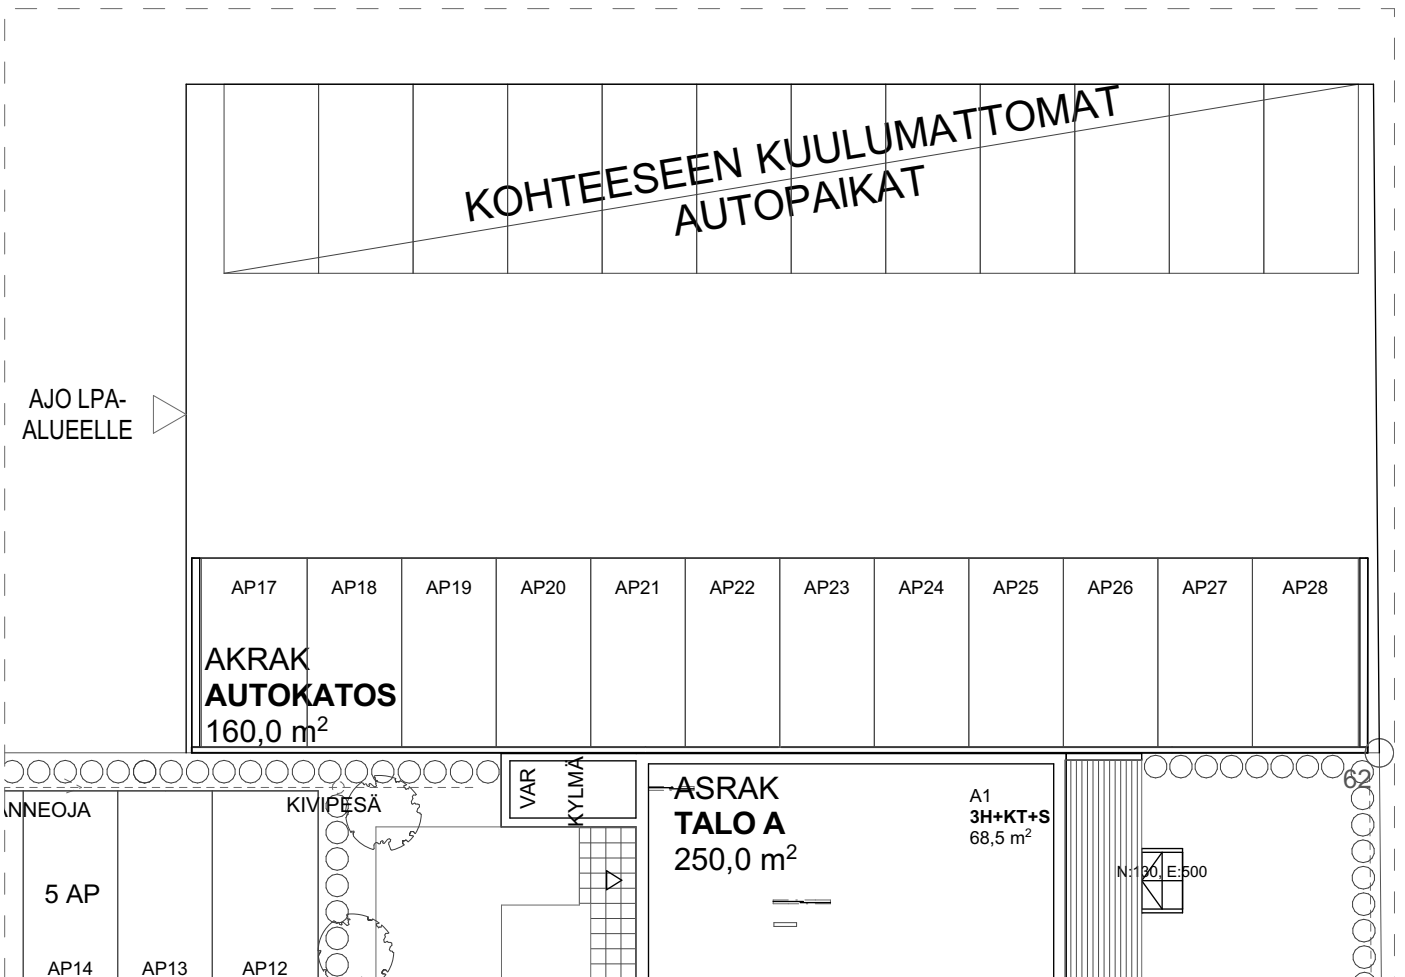 KOHTEESEEN KUULUMATTOMAT
AUTOPAIKAT
AJO LPA-
ALUEELLE
AP17
AP18
AP19
AP20
AP21
AP22
AP23
AP24
AP25
AP26
AP27
AP28
AKRAK
AUTOKATOS
160,0 m²
VAR
KYLMÄ
ASRAK
TALO A
250,0 m²
A1
3H+KT+S
68,5 m²
62
NNEOJA
KIVIPESÄ
N:130, E:500
5 AP
AP14
AP13
AP12